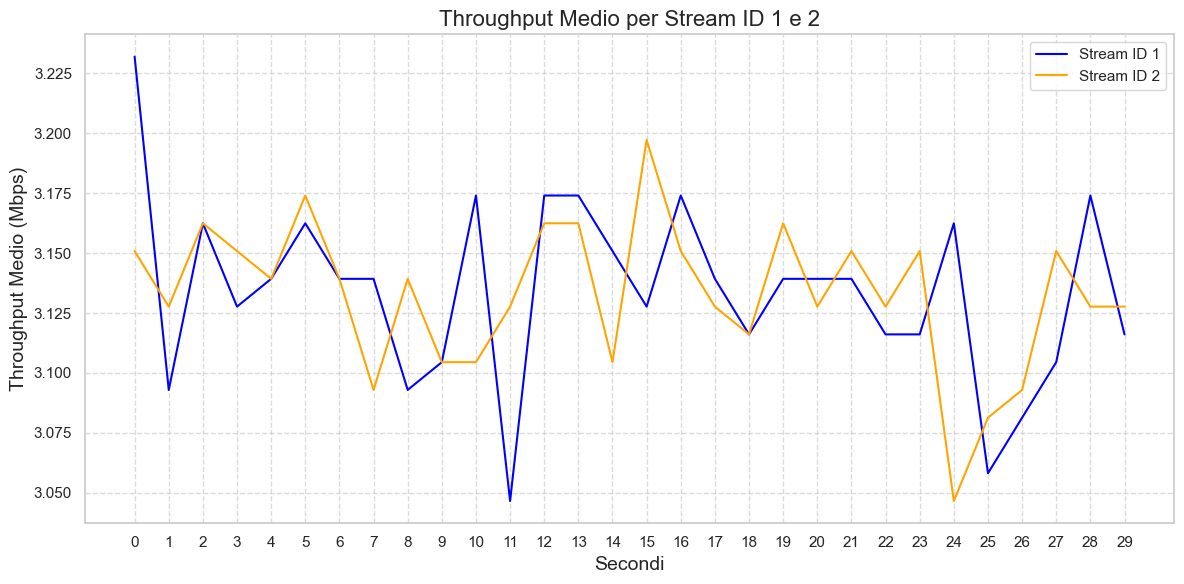 Throughput Medio per Stream ID 1 e 2
Stream ID 1
Stream ID 2
Throughput Medio (Mbps)
3.225
3.200
3.175
3.150
3.125
3.100
3.075
3.050
0 1 2 3 4 5 6 7 8 9 10 11 12 13 14 15 16 17 18 19 20 21 22 23 24 25 26 27 28 29
Secondi